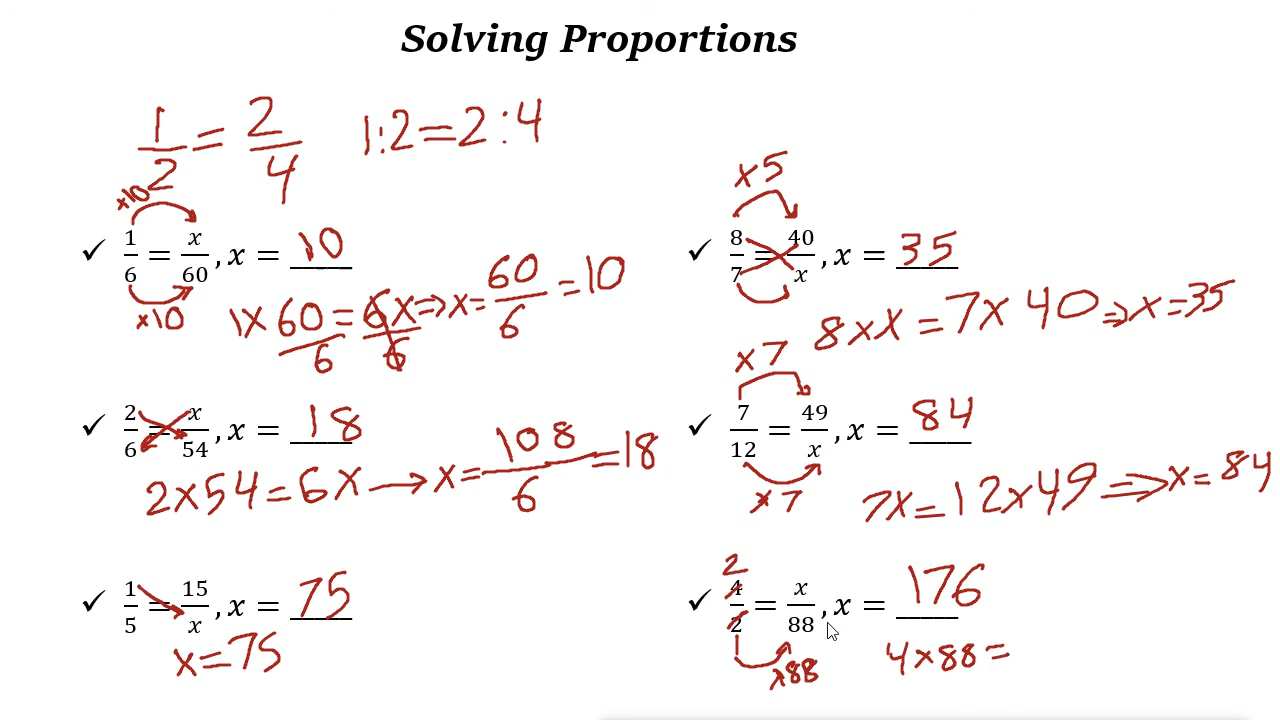 Solving Proportions
1/2 = 2/4 1:2=2:4
×10
✓ 1/6 = x/60 , x = 10
×10
1× 60/6 = 6x/6 ⇒ x = 60/6 = 10
✓ 2/6 = x/54 , x = 18
2×54=6x → x = 108/6 = 18
✓ 1/5 = 15/x , x = 75
x=75
×5
✓ 8/7 = 40/x , x = 35
8×x = 7×40 ⇒ x=35
×7
✓ 7/12 = 49/x , x = 84
×7
7x=12×49 ⇒ x=84
2
✓ 4/2 = x/88 , x = 176
×88
4×88=